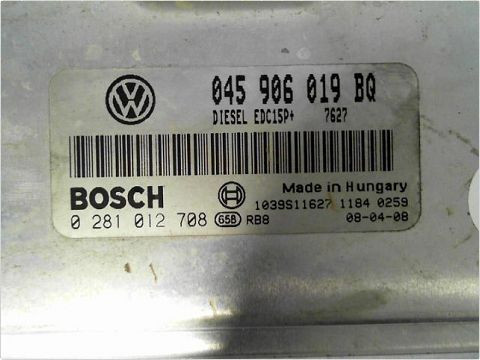 045 906 019 BQ
DIESEL EDC15P+ 7627
BOSCH
Made in Hungary
1039S11627 1184 0259
0 281 012 708 GSB RB8 08-04-08